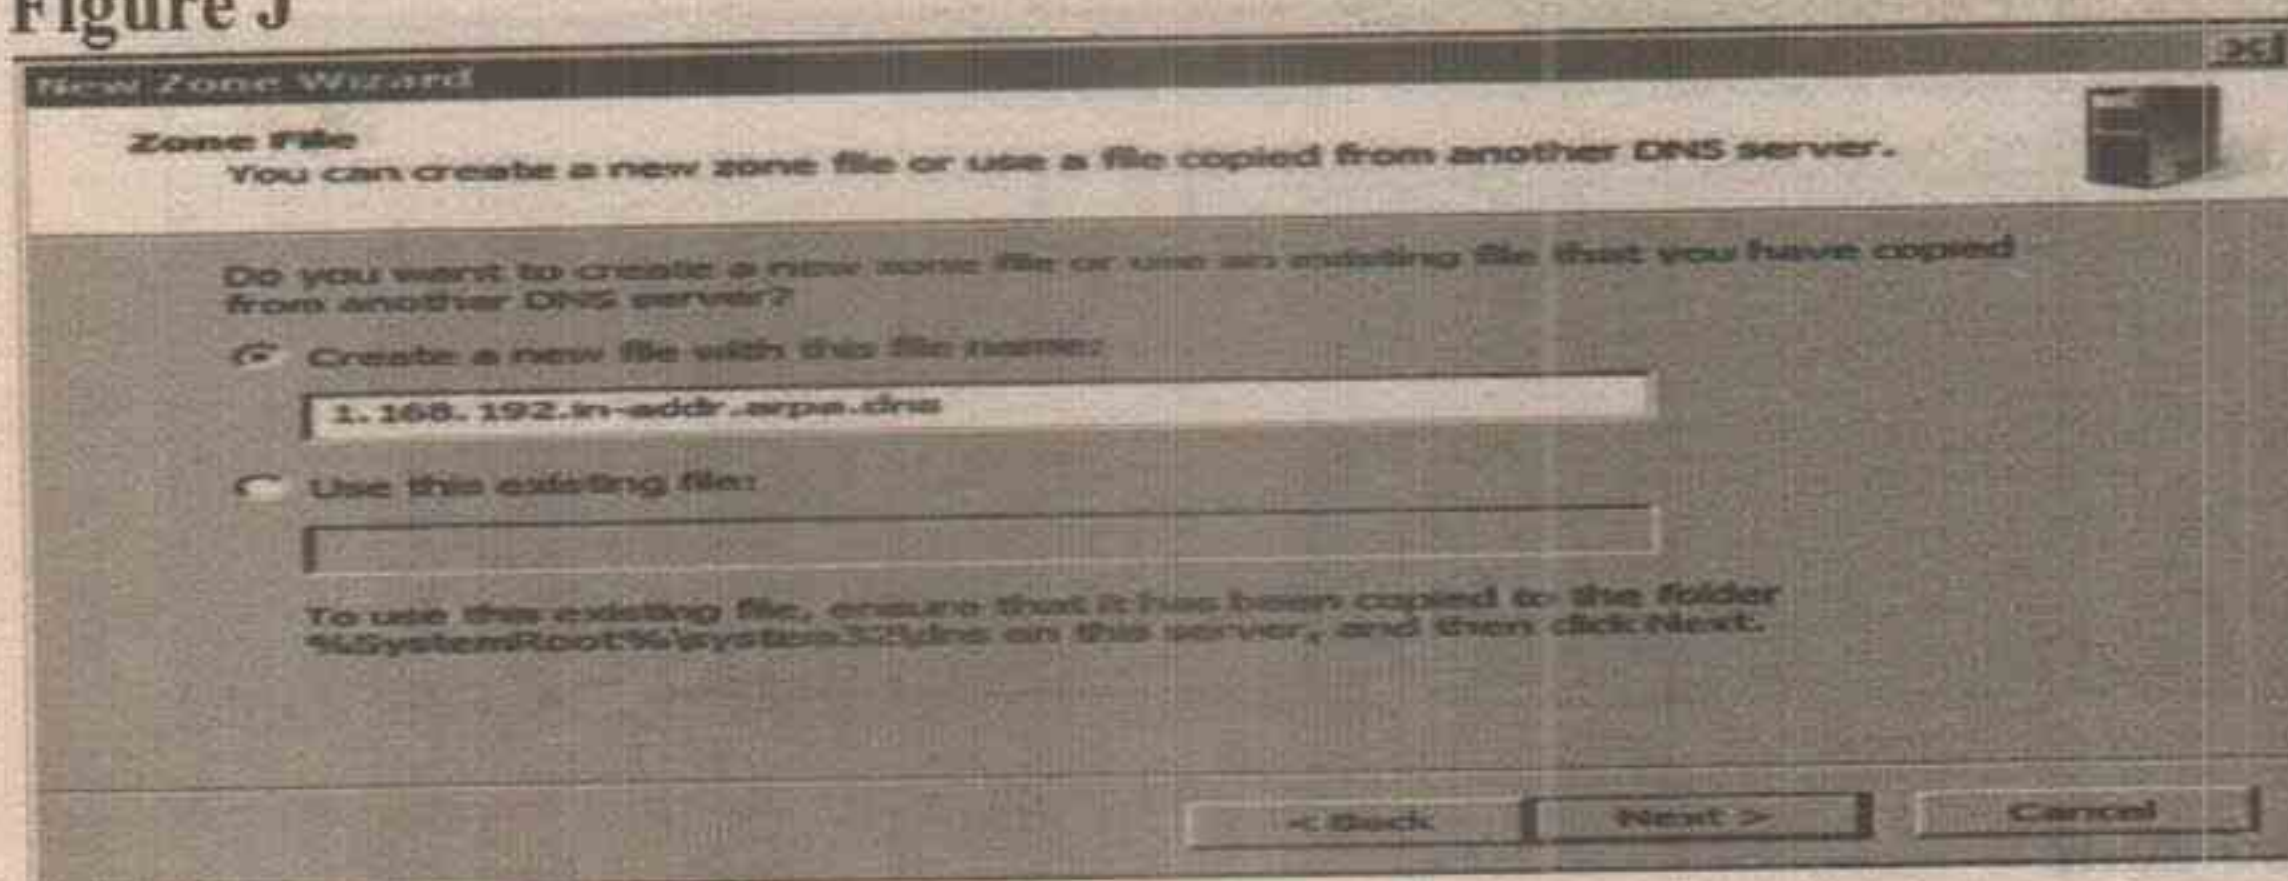 Figure J
New Zone Wizard
Zone File
You can create a new zone file or use a file copied from another DNS server.
Do you want to create a new zone file or use an existing file that you have copied
from another DNS server?
Create a new file with this file name:
1.168.192.in-addr.arpa.dns
Use this existing file:
To use this existing file, ensure that it has been copied to the folder
%SystemRoot%\system32\dns on this server, and then click Next.
< Back
Next >
Cancel